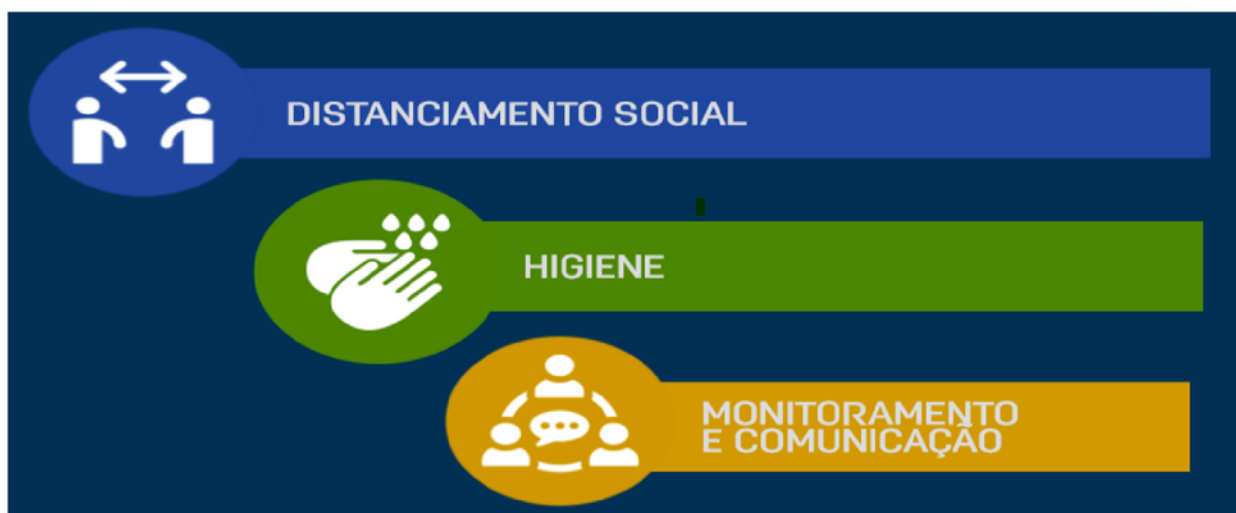 DISTANCIAMENTO SOCIAL
HIGIENE
MONITORAMENTO
E COMUNICAÇÃO